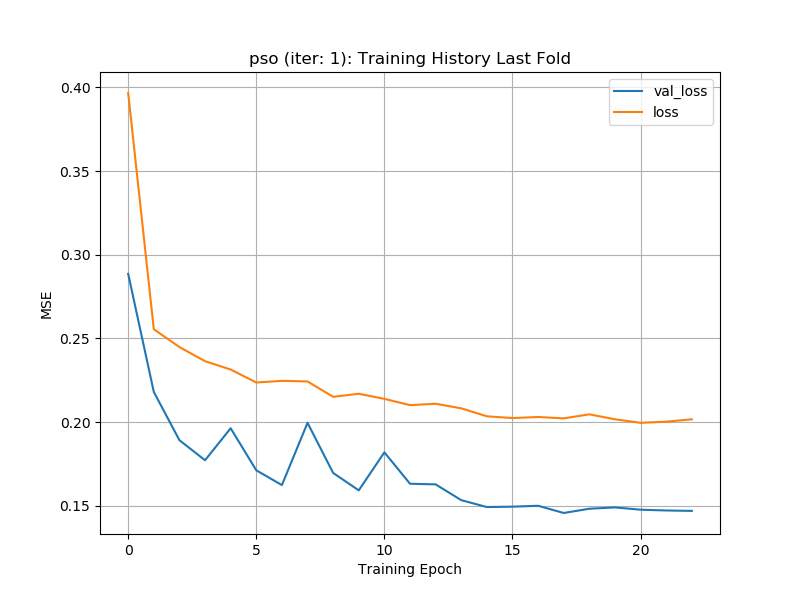 pso (iter: 1): Training History Last Fold
val_loss
loss
0.40
0.35
0.30
0.25
0.20
0.15
MSE
0 5 10 15 20
Training Epoch